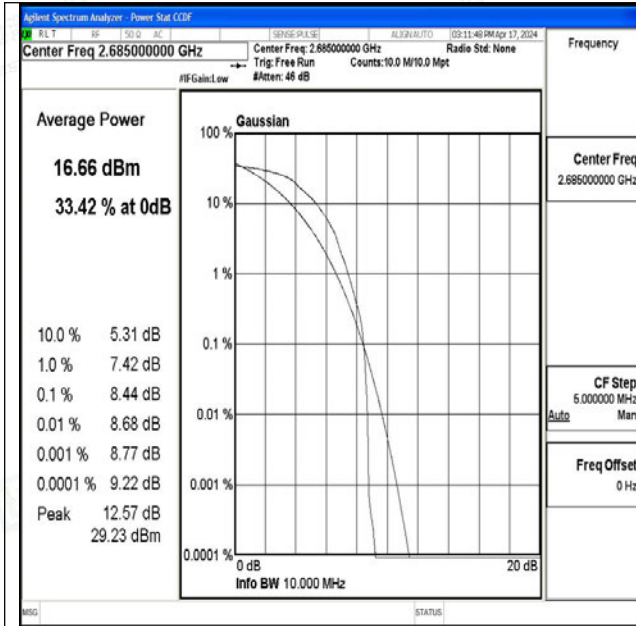 Agilent Spectrum Analyzer - Power Stat CCDF
RL T RF 50 Ω AC SENSE:PULSE ALIGNAUTO 03:11:48 PM Apr 17, 2024
Center Freq 2.685000000 GHz
Center Freq: 2.685000000 GHz Radio Std: None
Trig: Free Run Counts:10.0 M/10.0 Mpt
#IFGain:Low #Atten: 46 dB
Frequency
Average Power
16.66 dBm
33.42 % at 0dB
10.0 % 5.31 dB
1.0 % 7.42 dB
0.1 % 8.44 dB
0.01 % 8.68 dB
0.001 % 8.77 dB
0.0001 % 9.22 dB
Peak 12.57 dB
29.23 dBm
Gaussian
100 %
10 %
1 %
0.1 %
0.01 %
0.001 %
0.0001 %
0 dB 20 dB
Info BW 10.000 MHz
Center Freq
2.685000000 GHz
CF Step
5.000000 MHz
Auto Man
Freq Offset
0 Hz
MSG STATUS